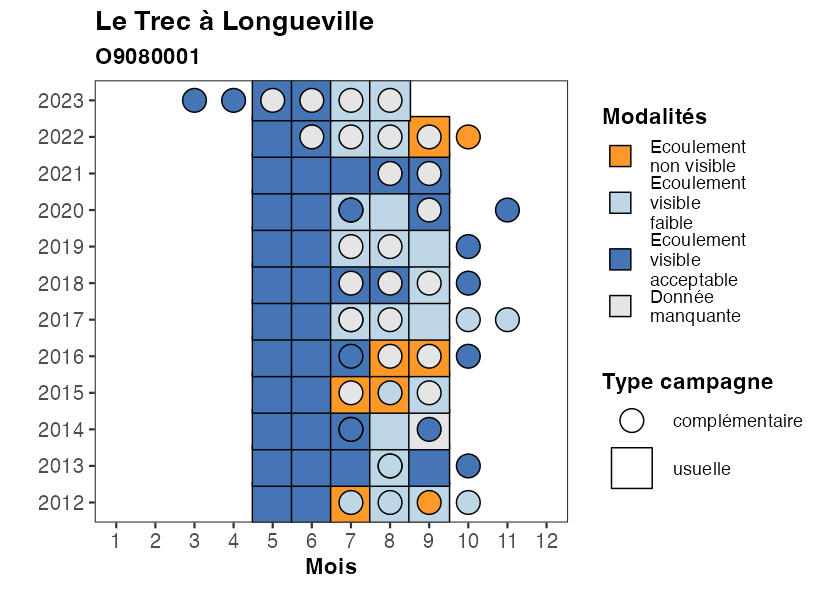 Le Trec à Longueville
O9080001
2023
2022
2021
2020
2019
2018
2017
2016
2015
2014
2013
2012
1 2 3 4 5 6 7 8 9 10 11 12
Mois
Modalités
Ecoulement
non visible
Ecoulement
visible
faible
Ecoulement
visible
acceptable
Donnée
manquante
Type campagne
complémentaire
usuelle